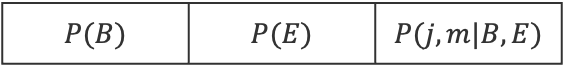 P(B) P(E) P(j, m|B, E)